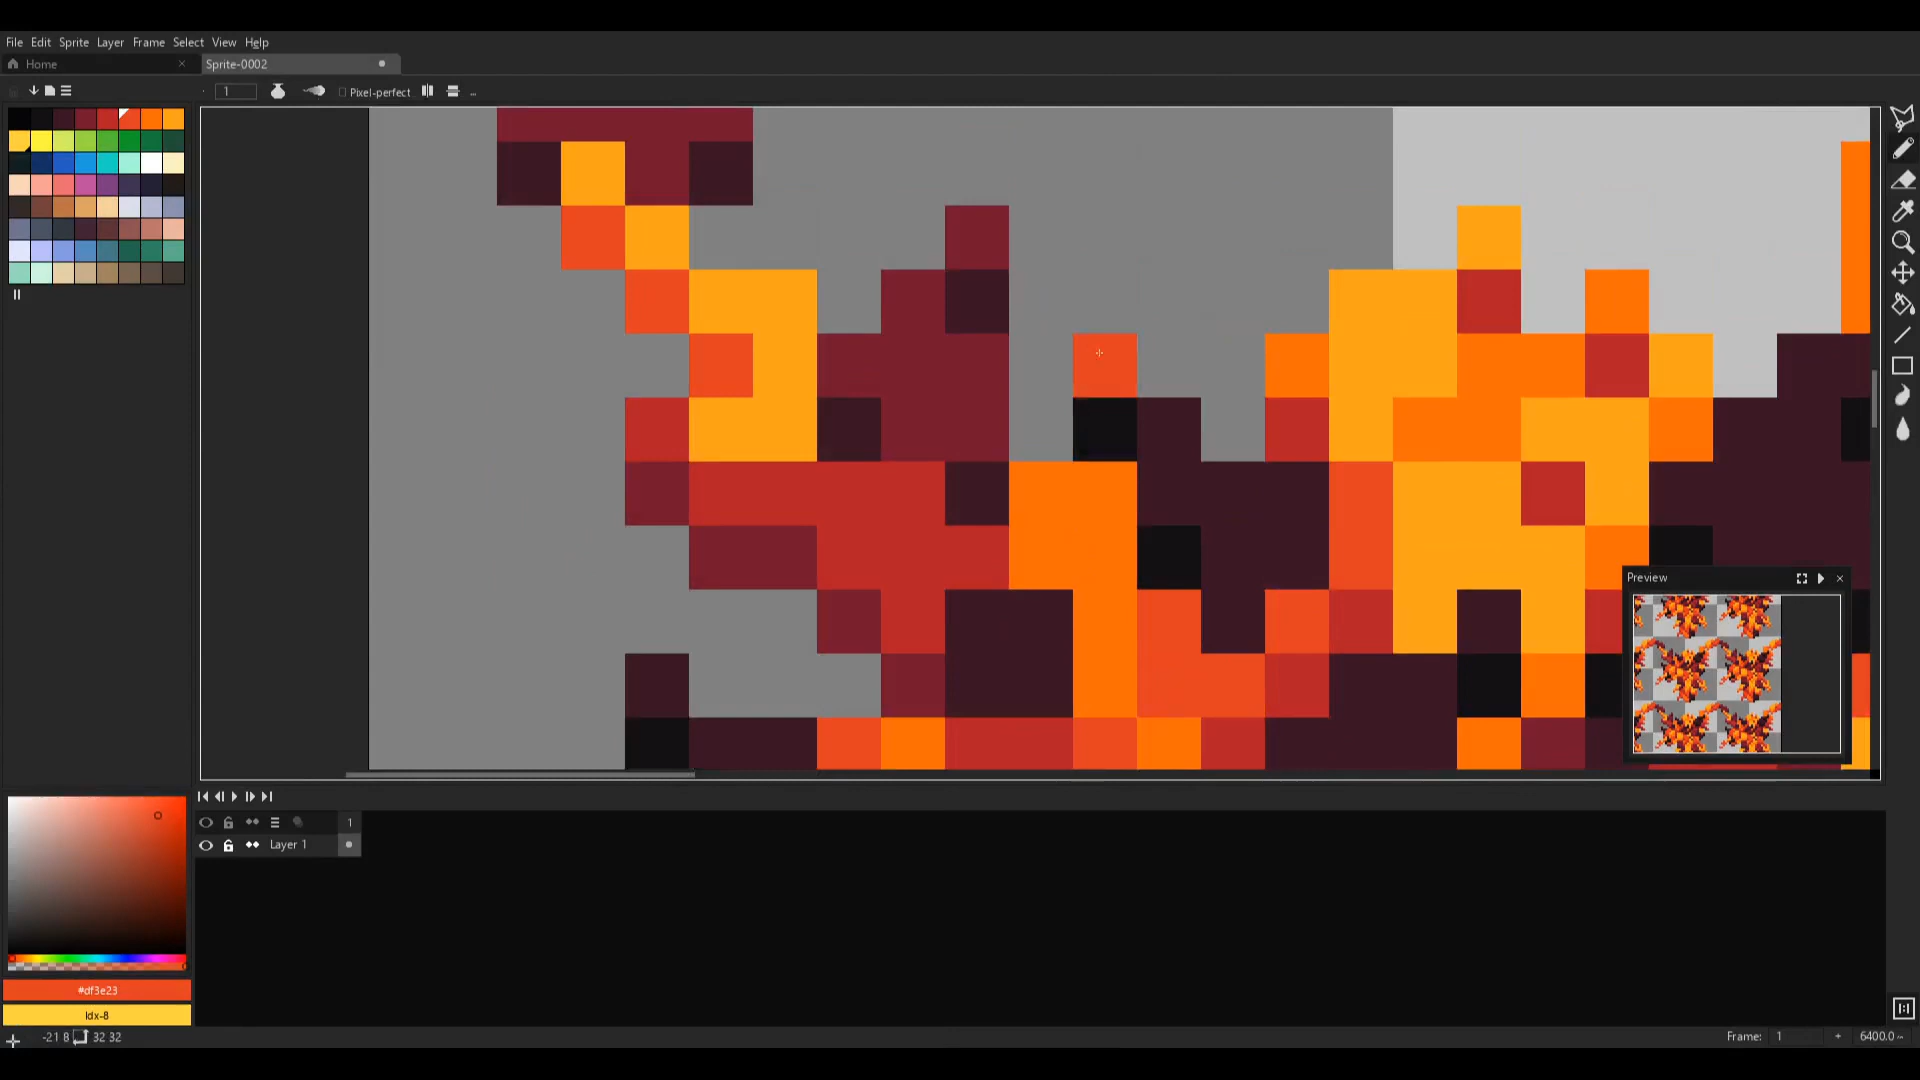 File Edit Sprite Layer Frame Select View Help
Home
Sprite-0002
1
Pixel-perfect
...
Preview
1
Layer 1
#df3e23
Idx-8
-21 8 32 32
Frame: 1
6400.0